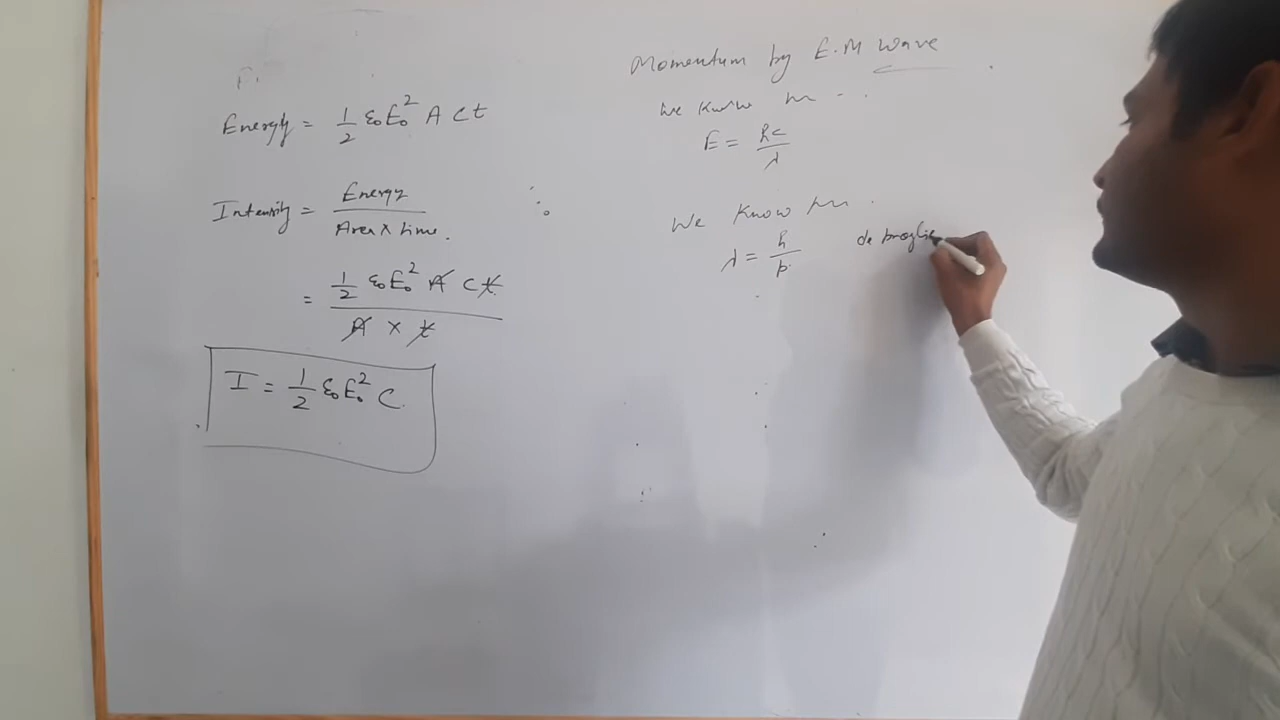 Energy = 1/2 ε₀E₀² A C t
Intensity = Energy / Area × time.
= 1/2 ε₀E₀² A C t / A × t
I = 1/2 ε₀E₀² C
Momentum by E.M wave
We know
E = hc/λ
We know
λ = h/p
de broglie